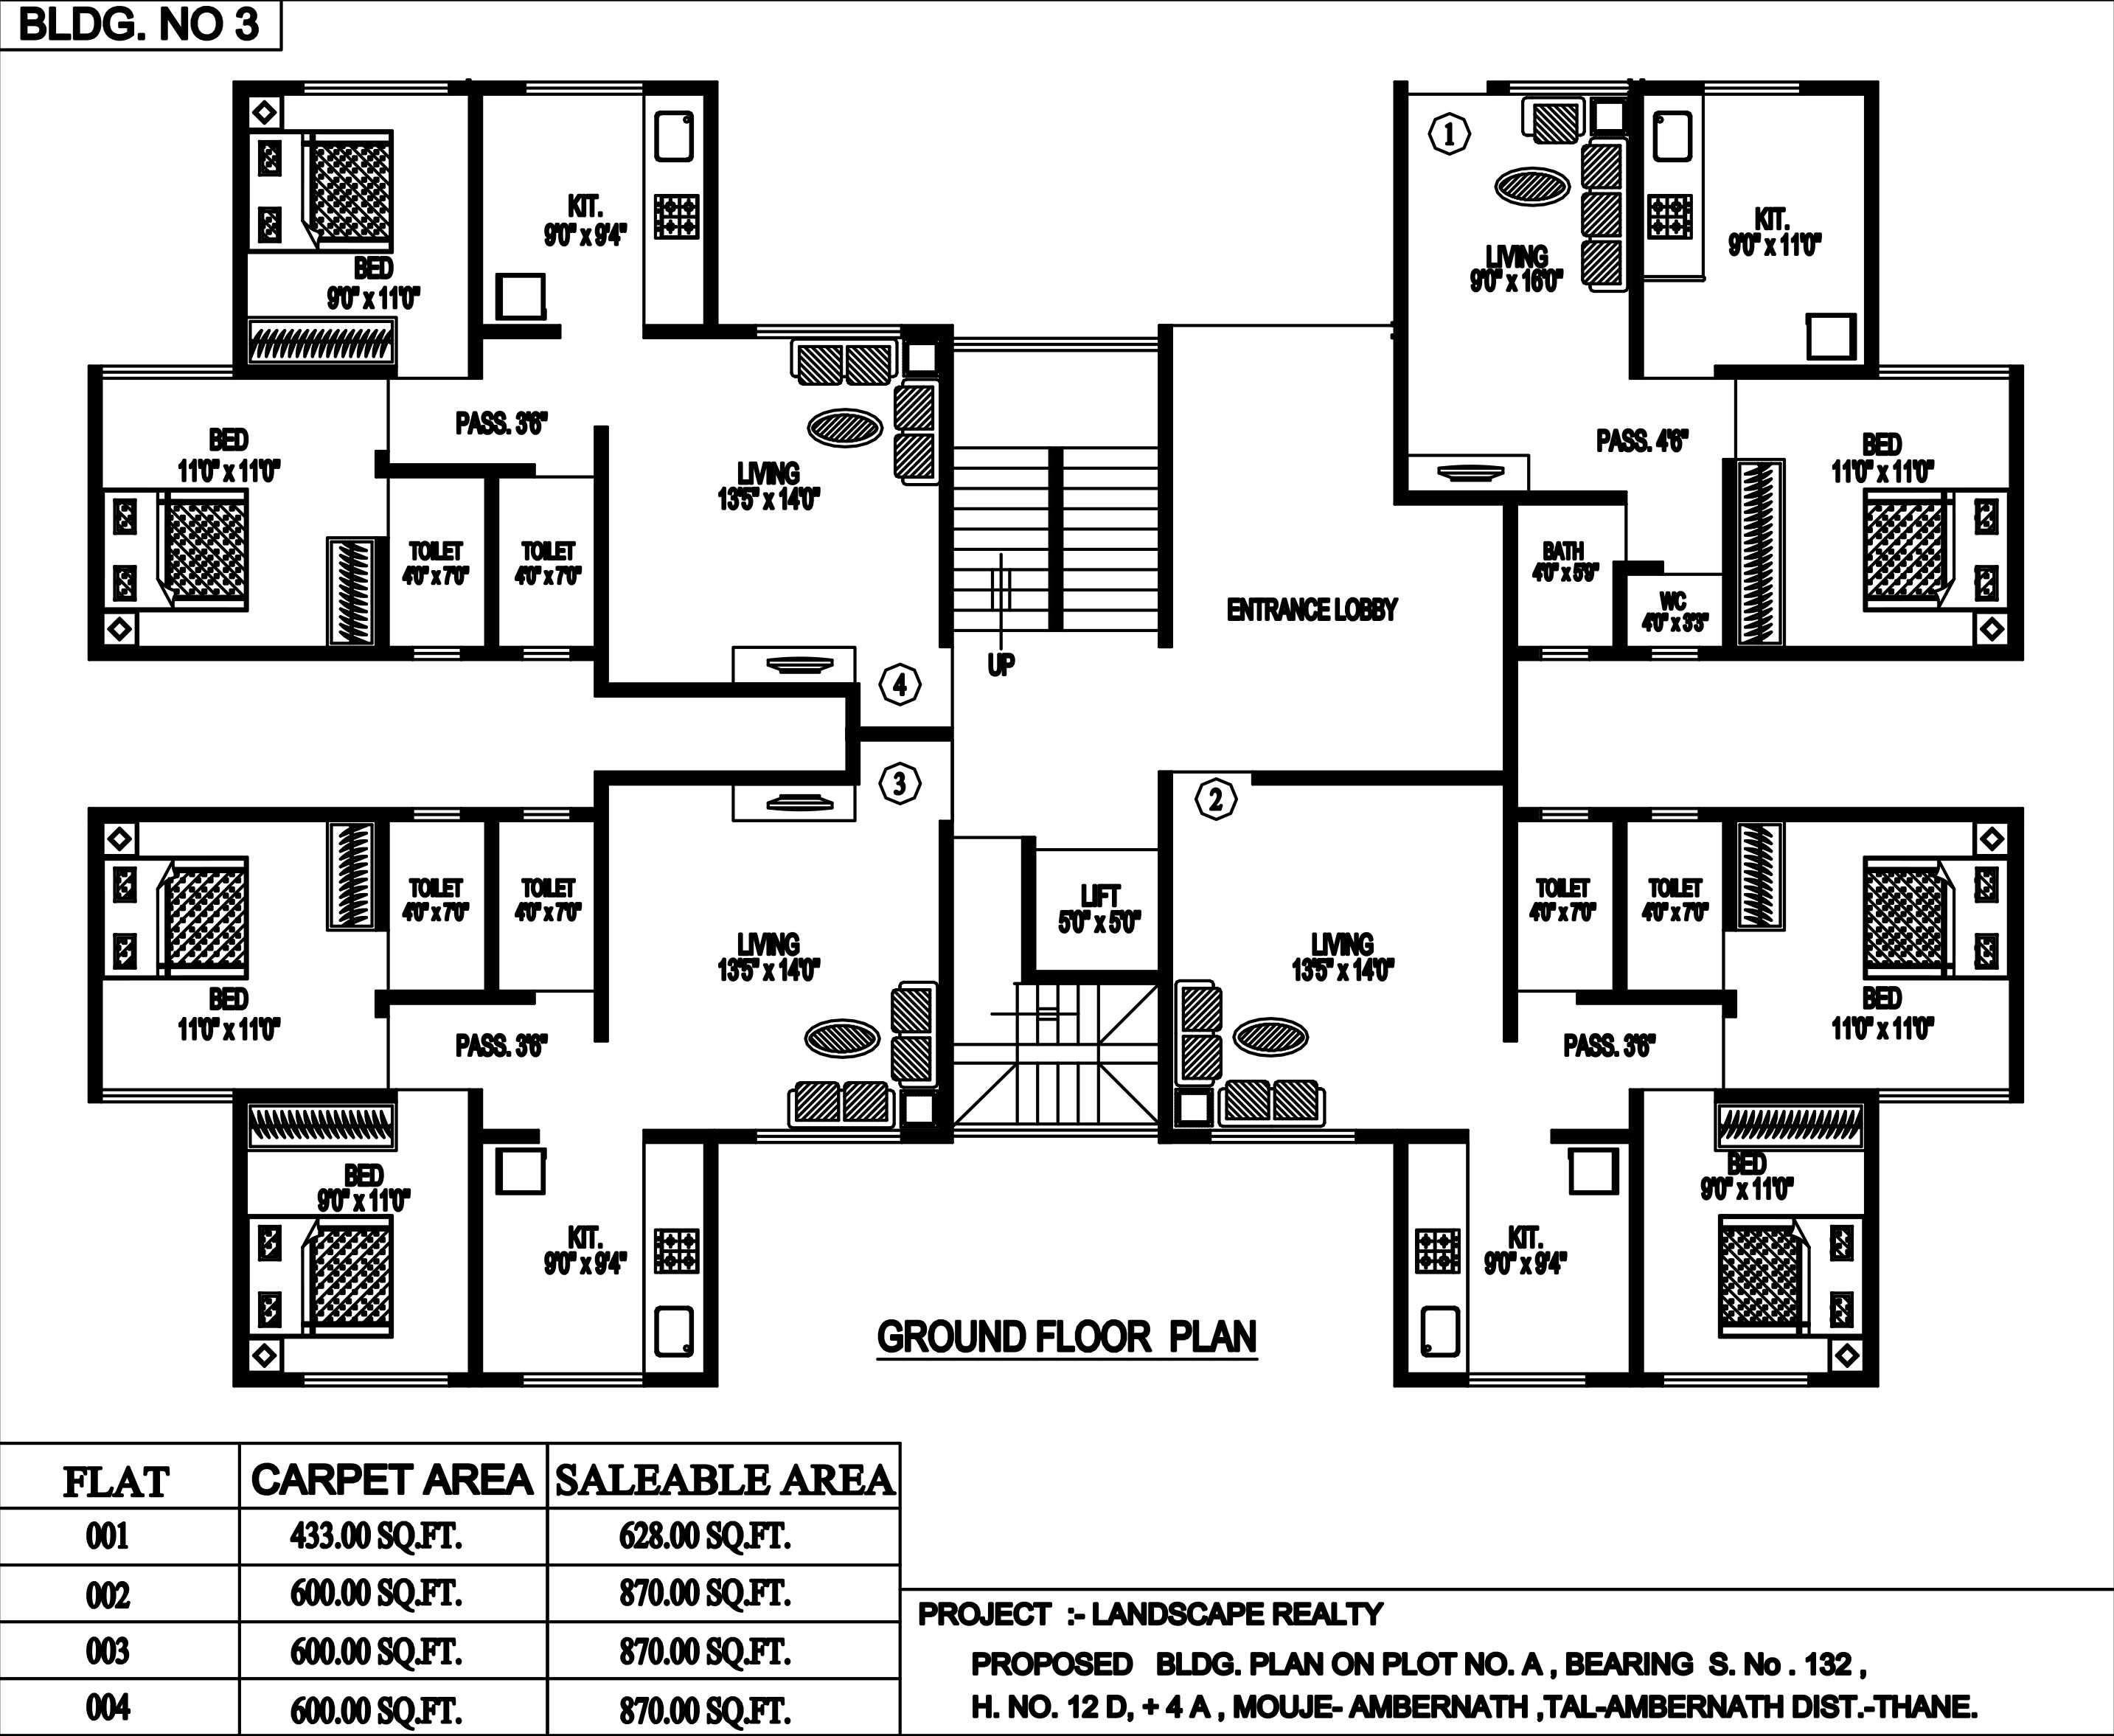 BLDG. NO 3
1
KIT.
9'0" x 9'4"
KIT.
9'0" x 11'0"
LIVING
9'0" x 16'0"
BED
9'0" x 11'0"
PASS. 3'6"
PASS. 4'6"
BED
11'0" x 11'0"
LIVING
13'5" x 14'0"
BED
11'0" x 11'0"
TOILET
4'0" x 7'0"
TOILET
4'0" x 7'0"
BATH
4'0" x 5'9"
WC
4'0" x 3'3"
ENTRANCE LOBBY
UP
4
3
2
TOILET
4'0" x 7'0"
TOILET
4'0" x 7'0"
LIFT
5'0" x 5'0"
TOILET
4'0" x 7'0"
TOILET
4'0" x 7'0"
LIVING
13'5" x 14'0"
LIVING
13'5" x 14'0"
BED
11'0" x 11'0"
BED
11'0" x 11'0"
PASS. 3'6"
PASS. 3'6"
BED
9'0" x 11'0"
BED
9'0" x 11'0"
KIT.
9'0" x 9'4"
KIT.
9'0" x 9'4"
GROUND FLOOR PLAN
FLAT CARPET AREA SALEABLE AREA
001 433.00 SQ.FT. 628.00 SQ.FT.
002 600.00 SQ.FT. 870.00 SQ.FT.
003 600.00 SQ.FT. 870.00 SQ.FT.
004 600.00 SQ.FT. 870.00 SQ.FT.
PROJECT :- LANDSCAPE REALTY
PROPOSED BLDG. PLAN ON PLOT NO. A , BEARING S. No . 132 ,
H. NO. 12 D, + 4 A , MOUJE- AMBERNATH ,TAL-AMBERNATH DIST.-THANE.